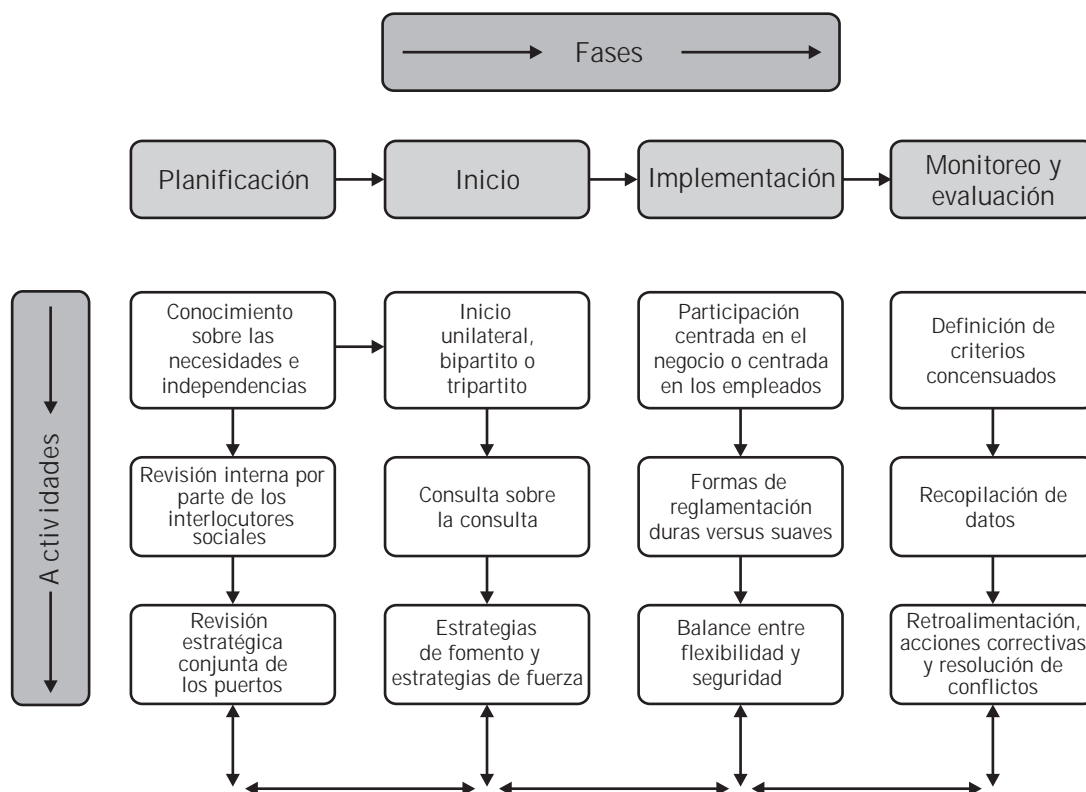 Fases
Planificación
Inicio
Implementación
Monitoreo y
evaluación
Actividades
Conocimiento
sobre las
necesidades e
independencias
Inicio
unilateral,
bipartito o
tripartito
Participación
centrada en el
negocio o centrada
en los empleados
Definición de
criterios
concensuados
Revisión interna por
parte de los
interlocutores
sociales
Consulta sobre
la consulta
Formas de
reglamentación
duras versus suaves
Recopilación de
datos
Revisión
estratégica
conjunta de
los puertos
Estrategias
de fomento y
estrategias de fuerza
Balance entre
flexibilidad y
seguridad
Retroalimentación,
acciones correctivas
y resolución de
conflictos